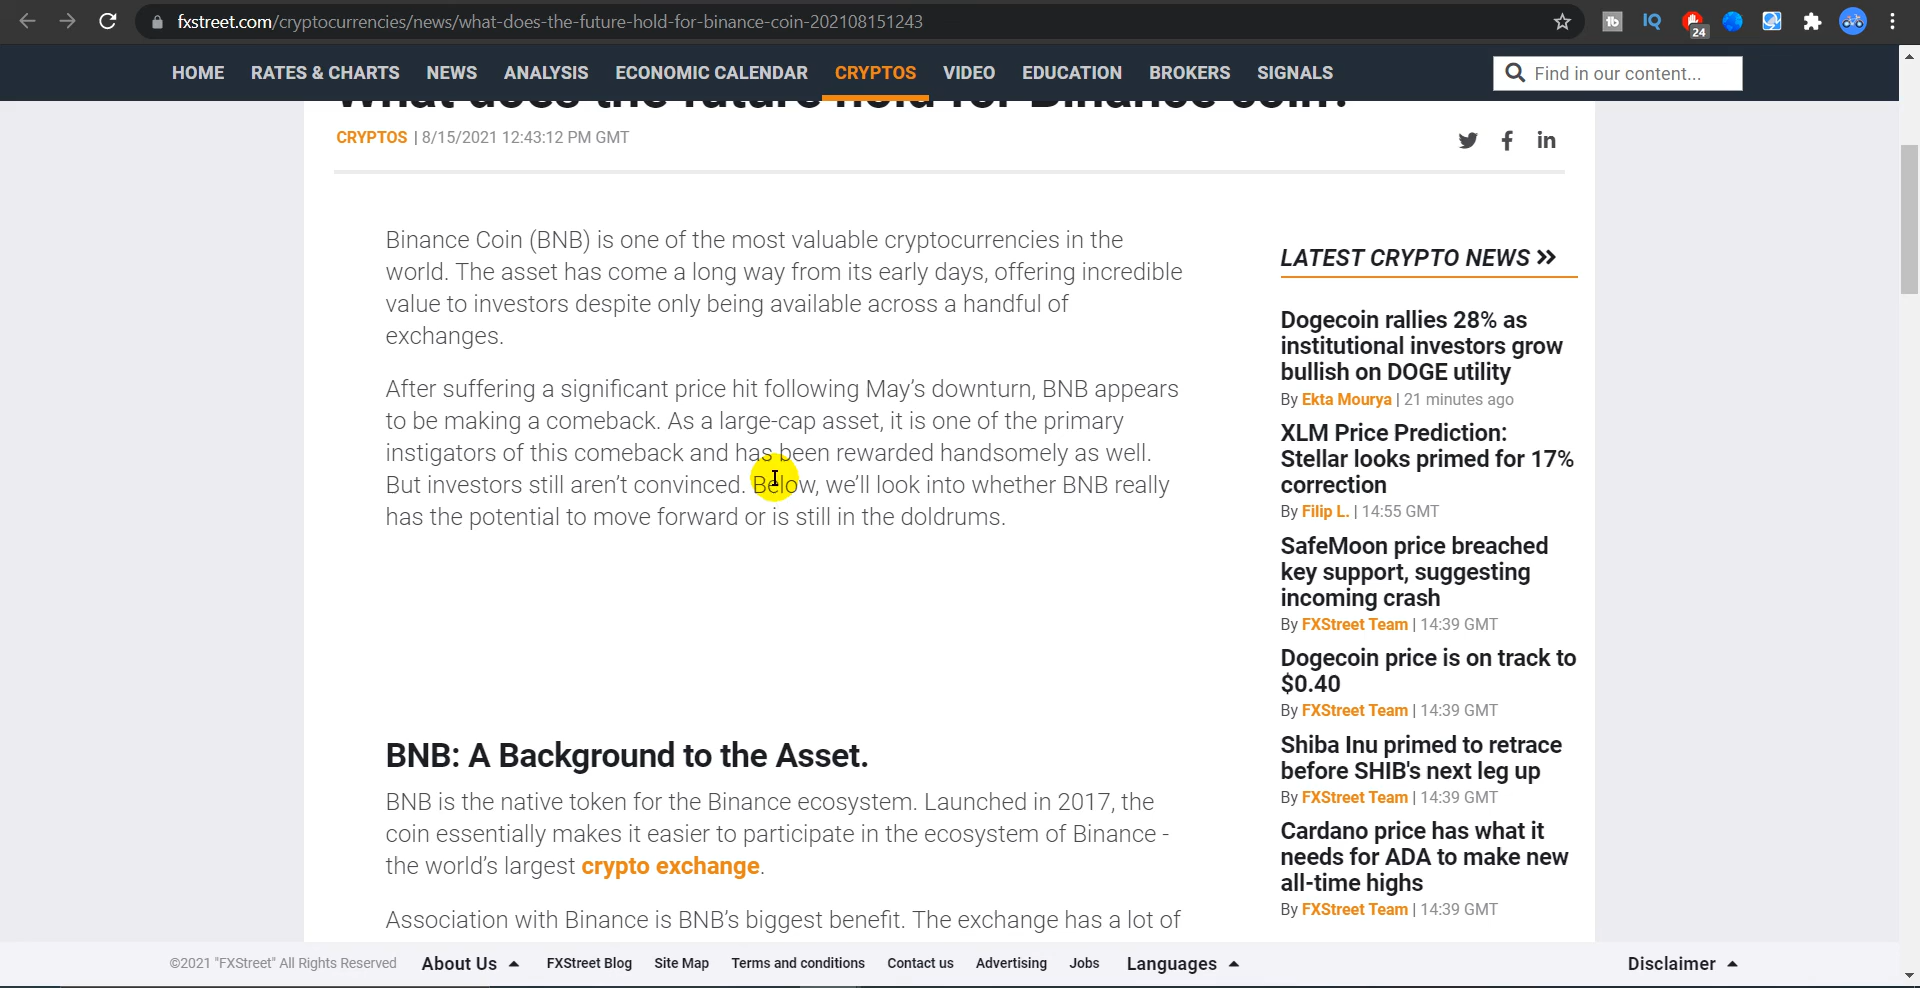 fxstreet.com/cryptocurrencies/news/what-does-the-future-hold-for-binance-coin-202108151243
tb
IQ
24
HOME RATES & CHARTS NEWS ANALYSIS ECONOMIC CALENDAR CRYPTOS VIDEO EDUCATION BROKERS SIGNALS
Find in our content...
What does the future hold for Binance coin?
CRYPTOS | 8/15/2021 12:43:12 PM GMT
Binance Coin (BNB) is one of the most valuable cryptocurrencies in the
world. The asset has come a long way from its early days, offering incredible
value to investors despite only being available across a handful of
exchanges.
After suffering a significant price hit following May's downturn, BNB appears
to be making a comeback. As a large-cap asset, it is one of the primary
instigators of this comeback and has been rewarded handsomely as well.
But investors still aren't convinced. Below, we'll look into whether BNB really
has the potential to move forward or is still in the doldrums.
BNB: A Background to the Asset.
BNB is the native token for the Binance ecosystem. Launched in 2017, the
coin essentially makes it easier to participate in the ecosystem of Binance -
the world's largest crypto exchange.
Association with Binance is BNB's biggest benefit. The exchange has a lot of
LATEST CRYPTO NEWS »
Dogecoin rallies 28% as
institutional investors grow
bullish on DOGE utility
By Ekta Mourya | 21 minutes ago
XLM Price Prediction:
Stellar looks primed for 17%
correction
By Filip L. | 14:55 GMT
SafeMoon price breached
key support, suggesting
incoming crash
By FXStreet Team | 14:39 GMT
Dogecoin price is on track to
$0.40
By FXStreet Team | 14:39 GMT
Shiba Inu primed to retrace
before SHIB's next leg up
By FXStreet Team | 14:39 GMT
Cardano price has what it
needs for ADA to make new
all-time highs
By FXStreet Team | 14:39 GMT
©2021 "FXStreet" All Rights Reserved About Us FXStreet Blog Site Map Terms and conditions Contact us Advertising Jobs Languages Disclaimer